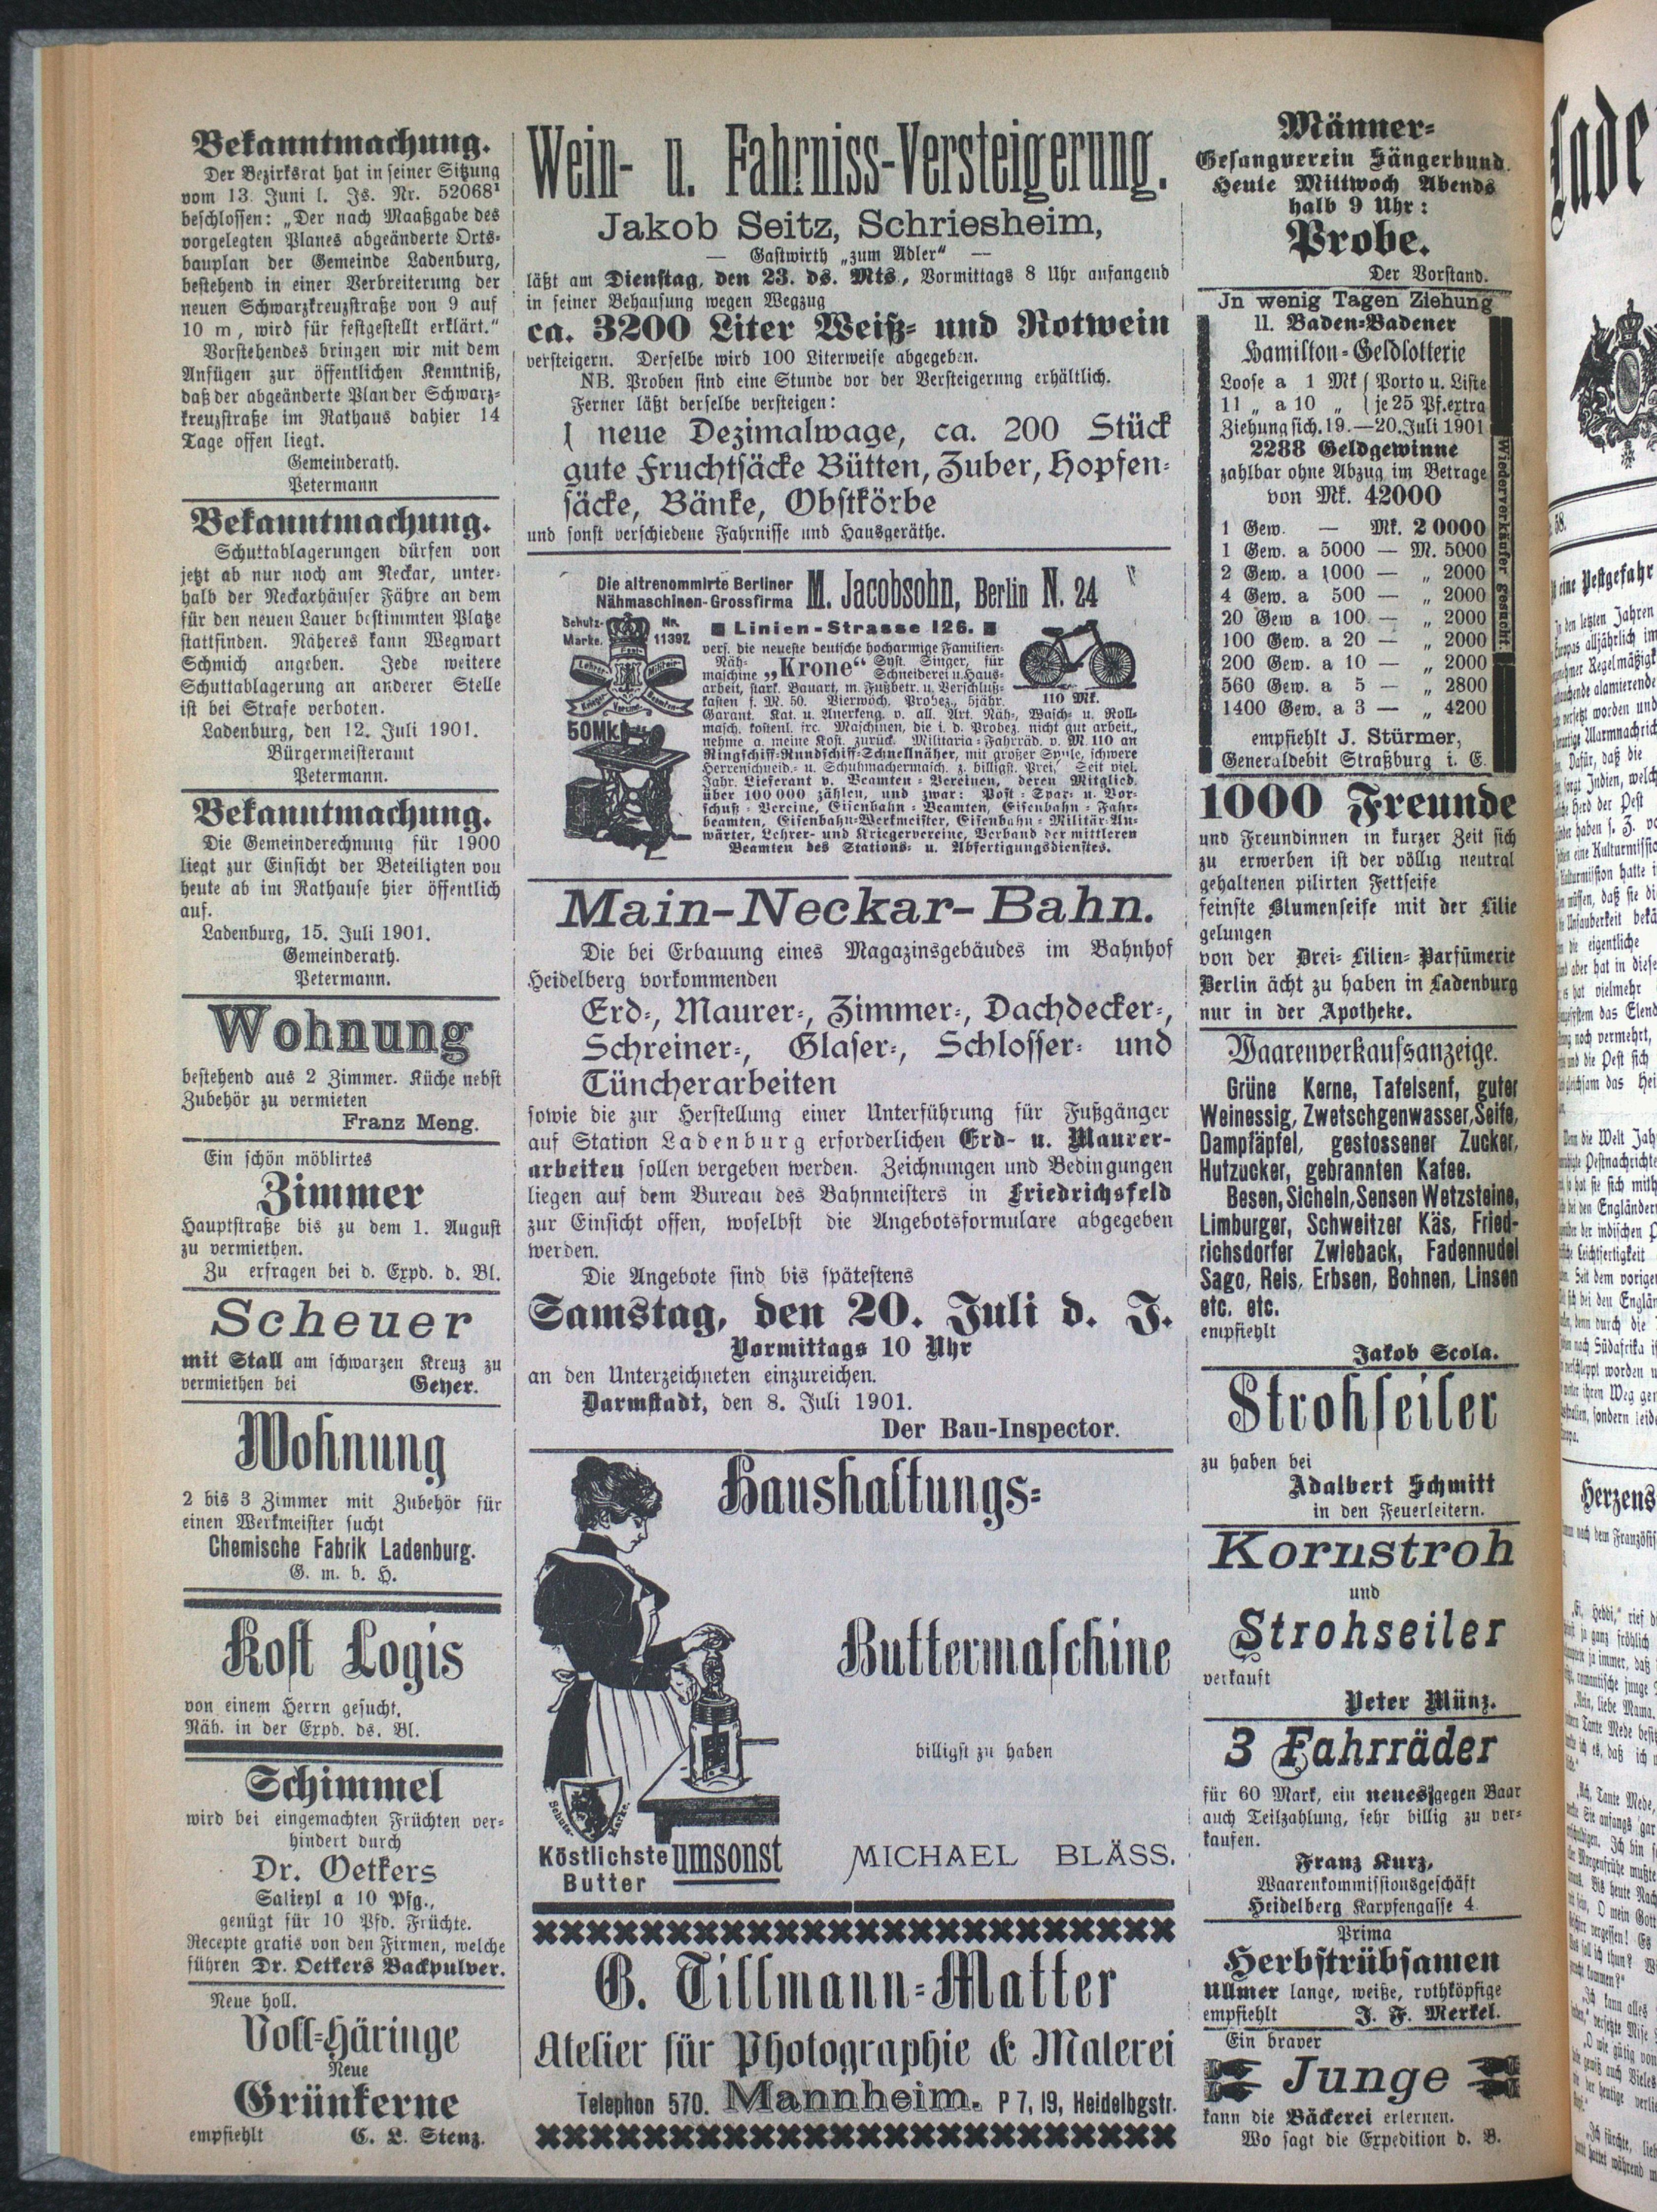 Bekanntmachung.
Der Bezirksrat hat in seiner Sitzung
vom 13. Juni l. Js. Nr. 52068¹
beschlossen: „Der nach Maaßgabe des
vorgelegten Planes abgeänderte Orts-
bauplan der Gemeinde Ladenburg,
bestehend in einer Verbreiterung der
neuen Schwarzkreuzstraße von 9 auf
10 m, wird für festgestellt erklärt.“
Vorstehendes bringen wir mit dem
Anfügen zur öffentlichen Kenntniß,
daß der abgeänderte Plan der Schwarz-
kreuzstraße im Rathaus dahier 14
Tage offen liegt.
Gemeinderath.
Petermann
Bekanntmachung.
Schuttablagerungen dürfen von
jetzt ab nur noch am Neckar, unter-
halb der Neckarhäuser Fähre an dem
für den neuen Lauer bestimmten Platze
stattfinden. Näheres kann Wegwart
Schmich angeben. Jede weitere
Schuttablagerung an anderer Stelle
ist bei Strafe verboten.
Ladenburg, den 12. Juli 1901.
Bürgermeisteramt
Petermann.
Bekanntmachung.
Die Gemeinderechnung für 1900
liegt zur Einsicht der Beteiligten von
heute ab im Rathause hier öffentlich
auf.
Ladenburg, 15. Juli 1901.
Gemeinderath.
Petermann.
Wohnung
bestehend aus 2 Zimmer. Küche nebst
Zubehör zu vermieten
Franz Meng.
Ein schön möblirtes
Zimmer
Hauptstraße bis zu dem 1. August
zu vermiethen.
Zu erfragen bei d. Expd. d. Bl.
Scheuer
mit Stall am schwarzen Kreuz zu
vermiethen bei Geyer.
Wohnung
2 bis 3 Zimmer mit Zubehör für
einen Werkmeister sucht
Chemische Fabrik Ladenburg.
G. m. b. H.
Kost Logis
von einem Herrn gesucht.
Näh. in der Expd. ds. Bl.
Schimmel
wird bei eingemachten Früchten ver-
hindert durch
Dr. Oetkers
Salicyl a 10 Pfg.,
genügt für 10 Pfd. Früchte.
Recepte gratis von den Firmen, welche
führen Dr. Oetkers Backpulver.
Neue holl.
Voll-Häringe
Neue
Grünkerne
empfiehlt C. L. Stenz.
Wein- u. Fahrniss-Versteigerung.
Jakob Seitz, Schriesheim,
— Gastwirth „zum Adler“ —
läßt am Dienstag, den 23. ds. Mts., Vormittags 8 Uhr anfangend
in seiner Behausung wegen Wegzug
ca. 3200 Liter Weiß- und Rotwein
versteigern. Derselbe wird 100 Literweise abgegeben.
NB. Proben sind eine Stunde vor der Versteigerung erhältlich.
Ferner läßt derselbe versteigen:
1 neue Dezimalwage, ca. 200 Stück
gute Fruchtsäcke Bütten, Zuber, Hopfen-
säcke, Bänke, Obstkörbe
und sonst verschiedene Fahrnisse und Hausgeräthe.
Die altrenommirte Berliner
Nähmaschinen-Grossfirma M. Jacobsohn, Berlin N. 24
Schutz- Marke. Nr. 11397.
Linien-Strasse 126.
vers. die neueste deutsche hocharmige Familien-
Näh-
maschine „Krone“ Syst. Singer, für
Schneiderei u. Haus-
arbeit, stark. Bauart, m. Fußbetr. u. Verschluß-
kasten f. M. 50. Vierwöch. Probez., 5jähr.
110 Mk.
50Mk.
Garant. Kat. u. Anerkeng. v. all. Art. Näh-, Wasch- u. Roll-
masch. kostenl. frc. Maschinen, die i. d. Probez. nicht gut arbeit.,
nehme a. meine Kost. zurück. Militaria-Fahrräd. v. M. 110 an
Ringschiff-Rundschiff-Schnellnäher, mit großer Spule, schwere
Herrenschneid.- u. Schuhmachermasch. z. billigst. Preis. Seit viel.
Jahr. Lieferant v. Beamten-Vereinen, deren Mitglied.
über 100 000 zählen, und zwar: Post-Spar- u. Vor-
schuß-Vereine, Eisenbahn-Beamten, Eisenbahn-Fahr-
beamten, Eisenbahn-Werkmeister, Eisenbahn-Militär-An-
wärter, Lehrer- und Kriegervereine, Verband der mittleren
Beamten des Stations- u. Abfertigungsdienstes.
Main-Neckar-Bahn.
Die bei Erbauung eines Magazinsgebäudes im Bahnhof
Heidelberg vorkommenden
Erd-, Maurer-, Zimmer-, Dachdecker-,
Schreiner-, Glaser-, Schlosser- und
Tüncherarbeiten
sowie die zur Herstellung einer Unterführung für Fußgänger
auf Station Ladenburg erforderlichen Erd- u. Maurer-
arbeiten sollen vergeben werden. Zeichnungen und Bedingungen
liegen auf dem Bureau des Bahnmeisters in Friedrichsfeld
zur Einsicht offen, woselbst die Angebotsformulare abgegeben
werden.
Die Angebote sind bis spätestens
Samstag, den 20. Juli d. J.
Vormittags 10 Uhr
an den Unterzeichneten einzureichen.
Darmstadt, den 8. Juli 1901.
Der Bau-Inspector.
Haushaltungs-
Buttermaschine
billigst zu haben
Schutz- Marke.
Köstlichste
Butter umsonst
MICHAEL BLÄSS.
G. Tillmann-Matter
Atelier für Photographie & Malerei
Telephon 570. Mannheim. P 7, 19, Heidelbgstr.
Männer-
Gesangverein Sängerbund.
Heute Mittwoch Abends
halb 9 Uhr:
Probe.
Der Vorstand.
In wenig Tagen Ziehung
11. Baden-Badener
Hamilton-Geldlotterie
Loose a 1 Mk { Porto u. Liste
11 „ a 10 „ { je 25 Pf. extra
Ziehung sich. 19.—20. Juli 1901
2288 Geldgewinne
zahlbar ohne Abzug im Betrage
von Mk. 42000
1 Gew. — Mk. 20000
1 Gew. a 5000 — M. 5000
2 Gew. a 1000 — „ 2000
4 Gew. a 500 — „ 2000
20 Gew a 100 — „ 2000
100 Gew. a 20 — „ 2000
200 Gew. a 10 — „ 2000
560 Gew. a 5 — „ 2800
1400 Gew. a 3 — „ 4200
Wiederverkäufer gesucht.
empfiehlt J. Stürmer,
Generaldebit Straßburg i. E.
1000 Freunde
und Freundinnen in kurzer Zeit sich
zu erwerben ist der völlig neutral
gehaltenen pilirten Fettseife
feinste Blumenseife mit der Lilie
gelungen
von der Drei-Lilien-Parfümerie
Berlin ächt zu haben in Ladenburg
nur in der Apotheke.
Waarenverkaufsanzeige.
Grüne Kerne, Tafelsenf, guter
Weinessig, Zwetschgenwasser, Seife,
Dampfäpfel, gestossener Zucker,
Hutzucker, gebrannten Kafee.
Besen, Sicheln, Sensen Wetzsteine,
Limburger, Schweitzer Käs, Fried-
richsdorfer Zwieback, Fadennudel
Sago, Reis, Erbsen, Bohnen, Linsen
etc. etc.
empfiehlt
Jakob Scola.
Strohseiler
zu haben bei
Adalbert Schmitt
in den Feuerleitern.
Kornstroh
und
Strohseiler
verkauft
Peter Münz.
3 Fahrräder
für 60 Mark, ein neues gegen Baar
auch Teilzahlung, sehr billig zu ver-
kaufen.
Franz Kurz,
Waarenkommissionsgeschäft
Heidelberg Karpfengasse 4.
Prima
Herbstrübsamen
Ullmer lange, weiße, rothköpfige
empfiehlt J. F. Merkel.
Ein braver
Junge
kann die Bäckerei erlernen.
Wo sagt die Expedition d. B.